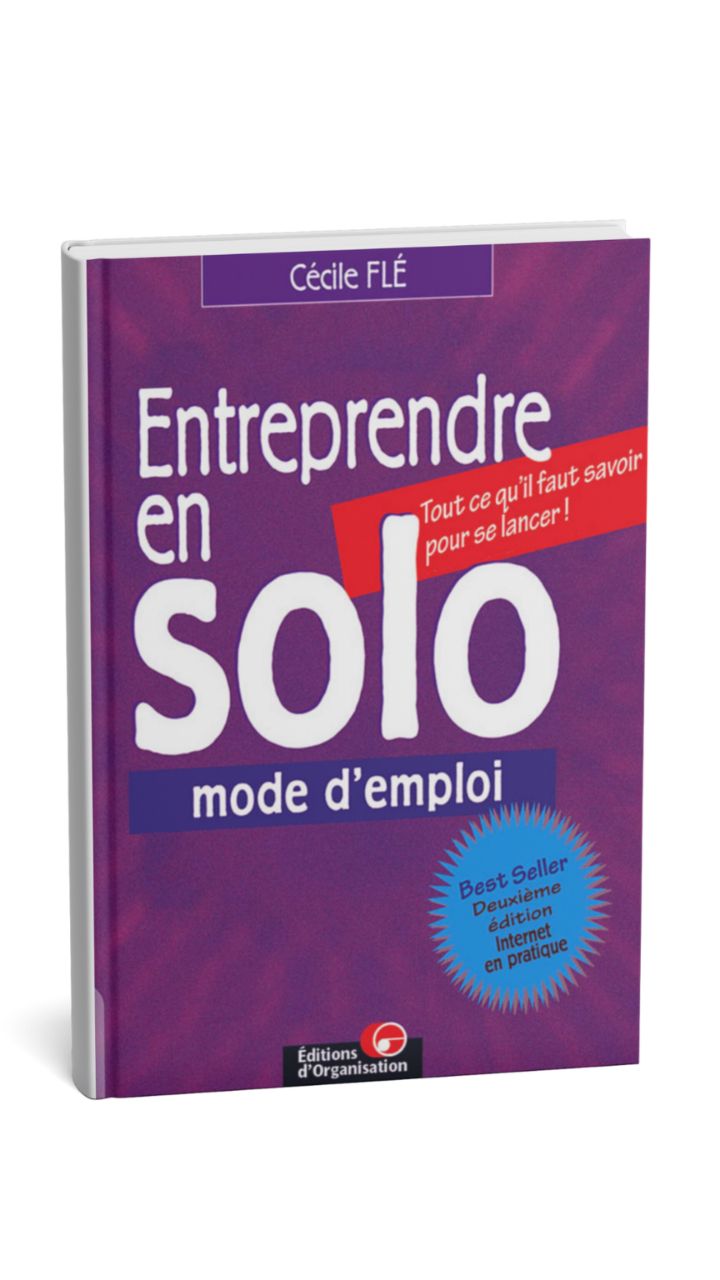 Cécile FLÉ
Entreprendre
en
solo
Tout ce qu'il faut savoir
pour se lancer !
mode d'emploi
Best Seller
Deuxième
édition
Internet
en pratique
Éditions
d'Organisation